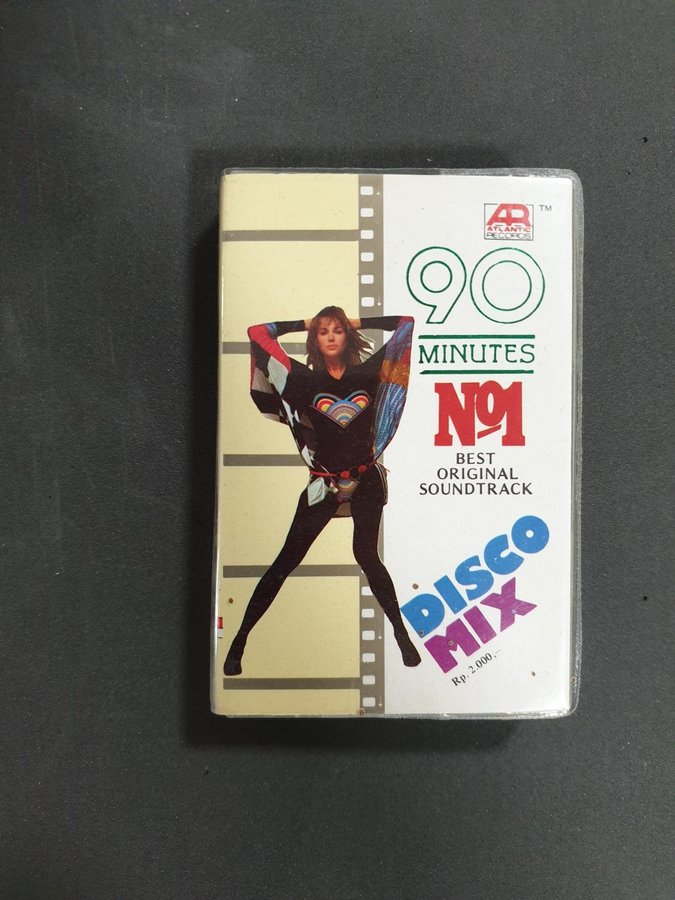 AR TM
ATLANTIC
RECORDS
90
MINUTES
No1
BEST
ORIGINAL
SOUNDTRACK
DISCO
MIX
Rp. 2.000,-